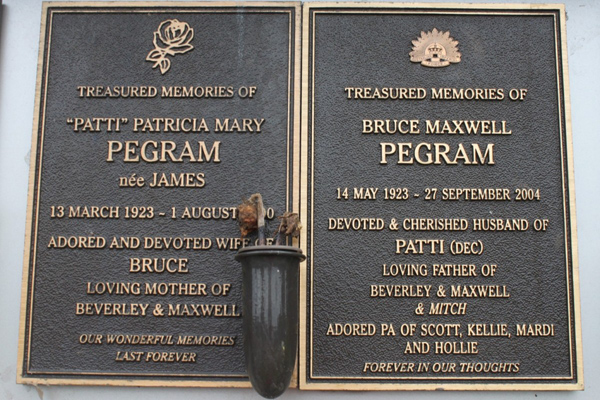 TREASURED MEMORIES OF
"PATTI" PATRICIA MARY
PEGRAM
née JAMES
13 MARCH 1923 - 1 AUGUST
ADORED AND DEVOTED WIFE OF
BRUCE
LOVING MOTHER OF
BEVERLEY & MAXWELL
OUR WONDERFUL MEMORIES
LAST FOREVER
TREASURED MEMORIES OF
BRUCE MAXWELL
PEGRAM
14 MAY 1923 - 27 SEPTEMBER 2004
DEVOTED & CHERISHED HUSBAND OF
PATTI (DEC)
LOVING FATHER OF
BEVERLEY & MAXWELL
& MITCH
ADORED PA OF SCOTT, KELLIE, MARDI
AND HOLLIE
FOREVER IN OUR THOUGHTS